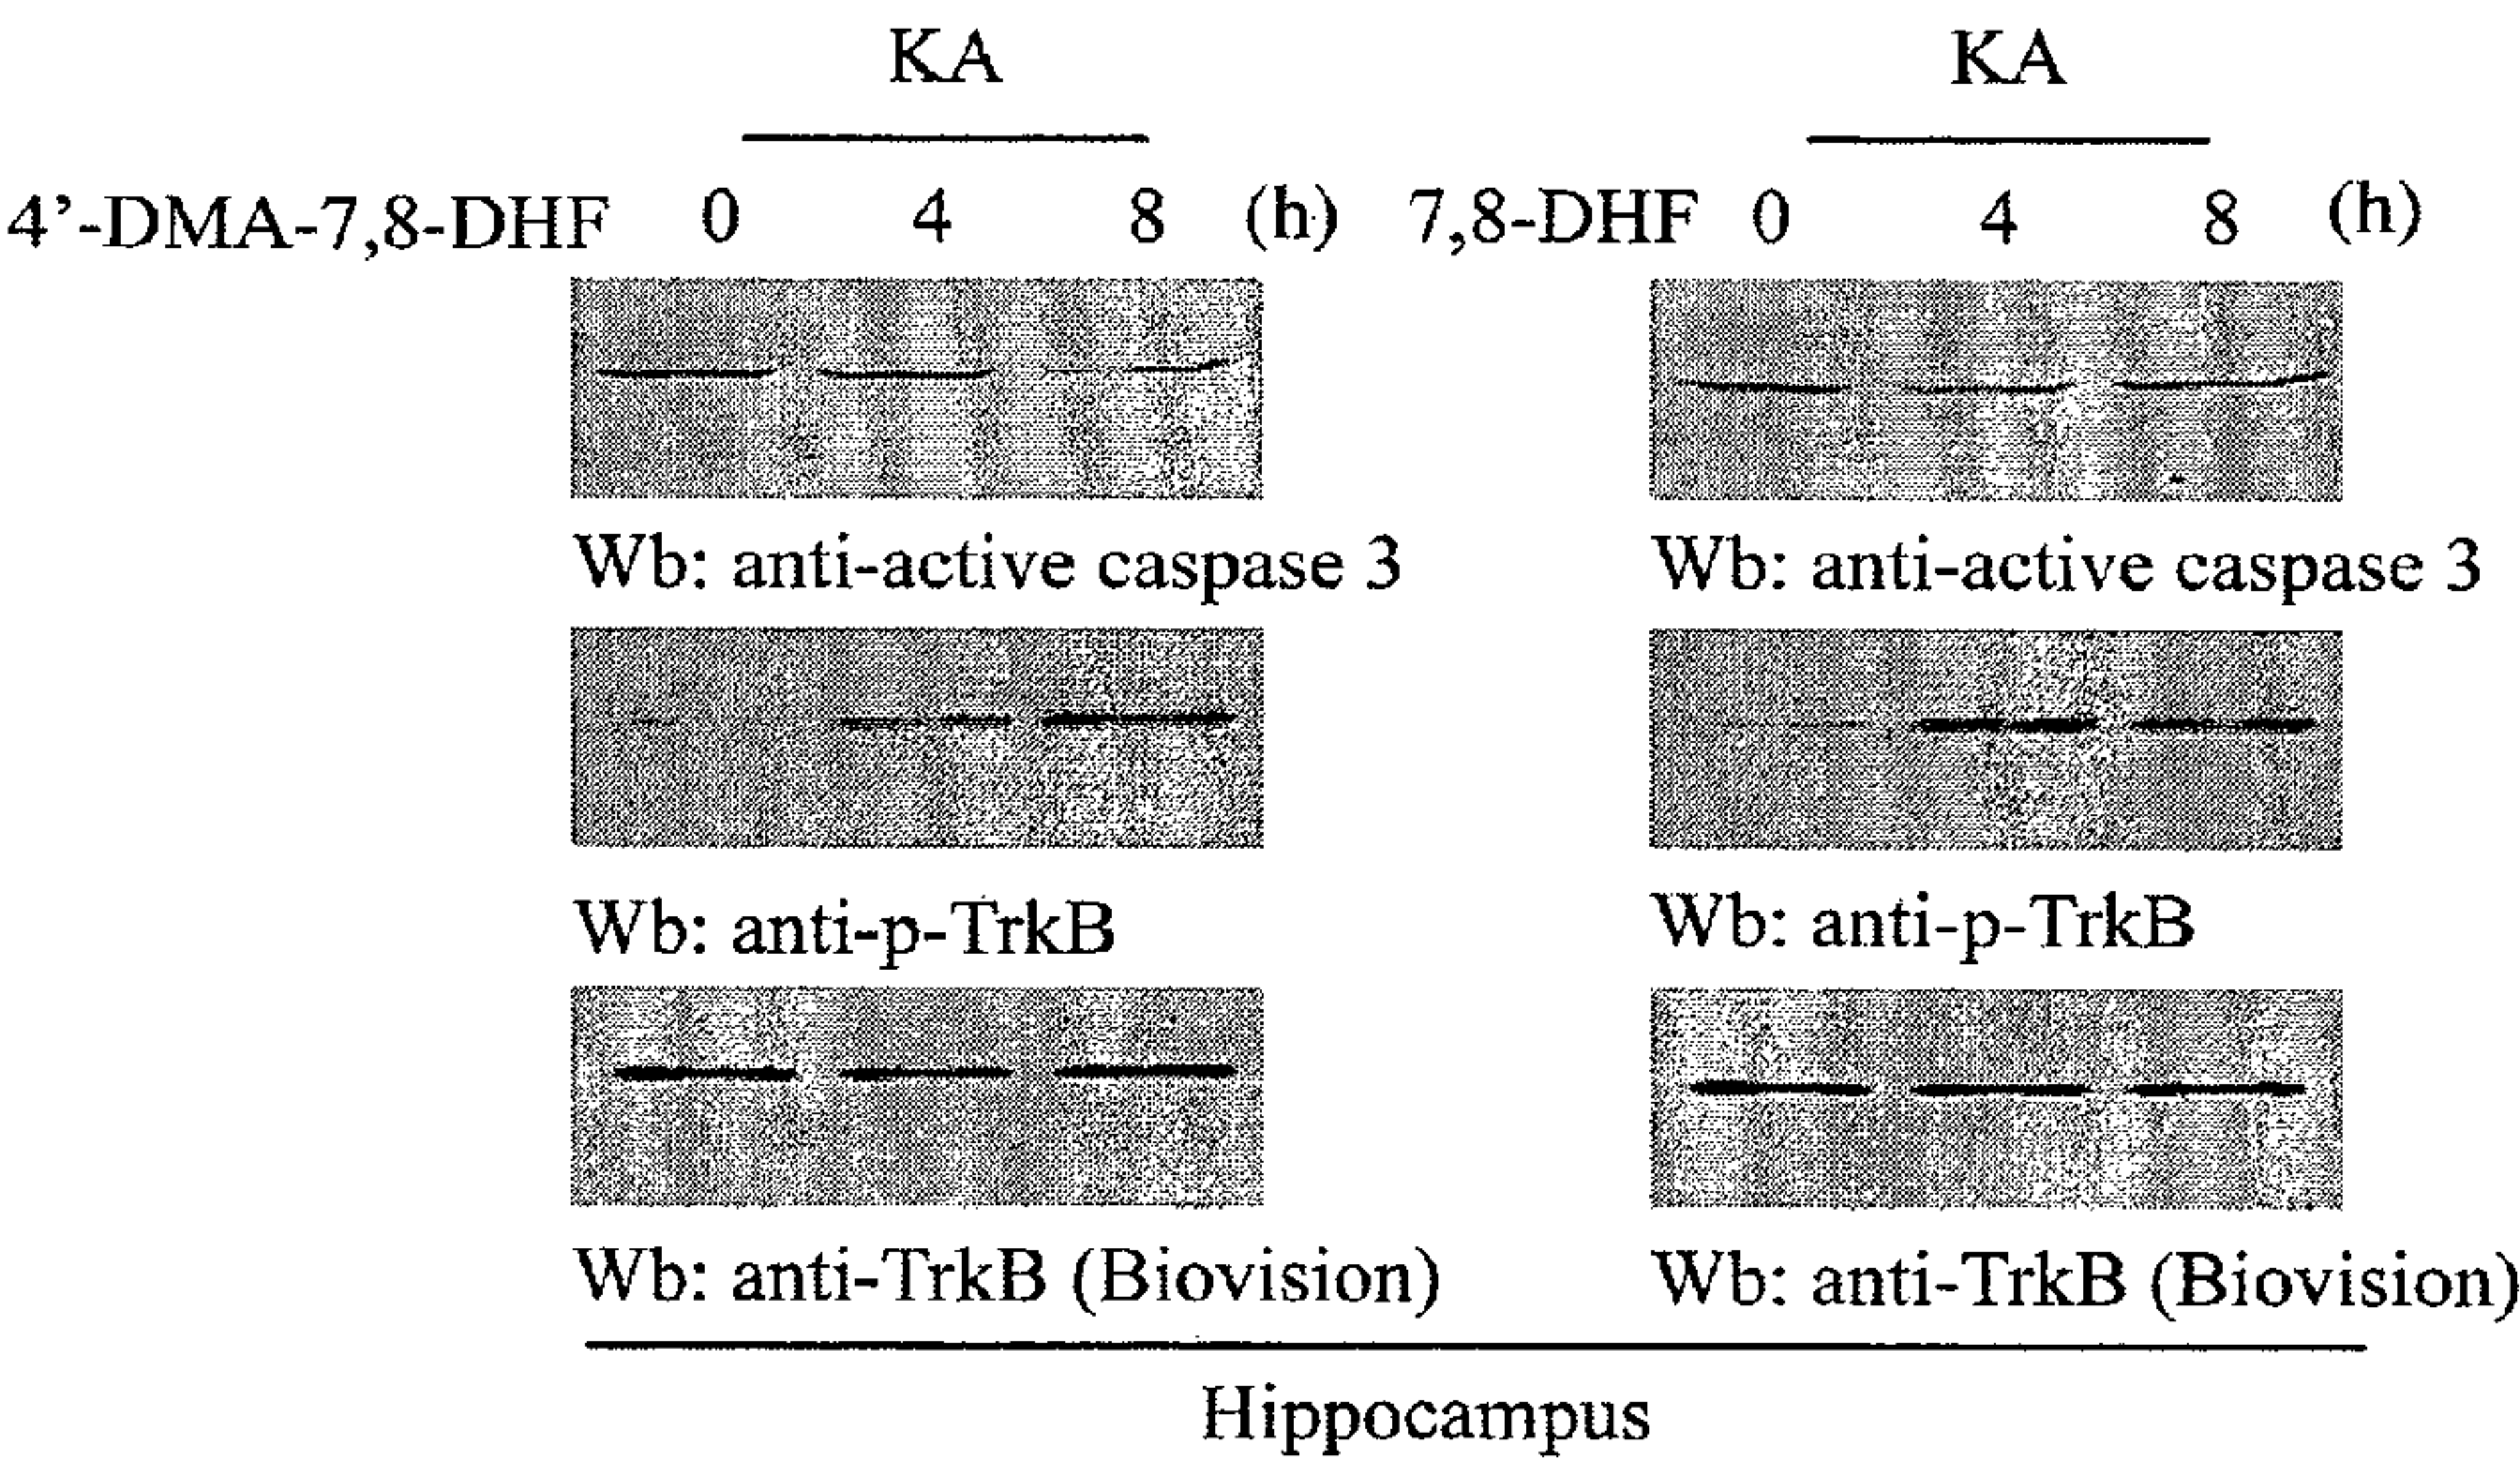 KA KA
4’-DMA-7,8-DHF 0 4 8 (h) 7,8-DHF 0 4 8 (h)
Wb: anti-active caspase 3 Wb: anti-active caspase 3
Wb: anti-p-TrkB Wb: anti-p-TrkB
Wb: anti-TrkB (Biovision) Wb: anti-TrkB (Biovision)
Hippocampus